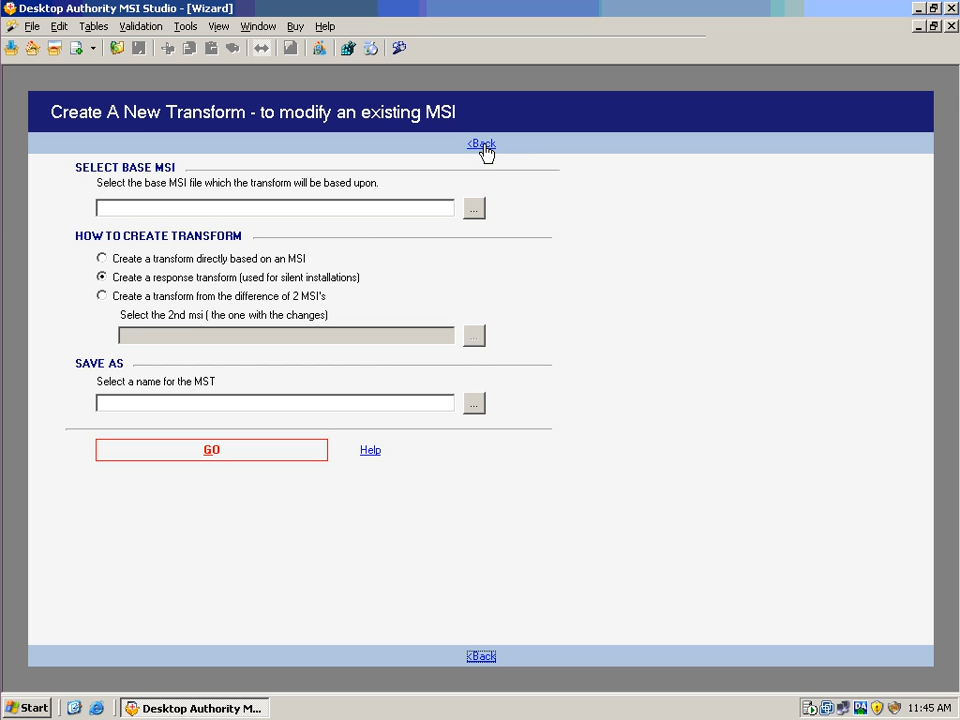 Desktop Authority MSI Studio - [Wizard]
File Edit Tables Validation Tools View Window Buy Help
Create A New Transform - to modify an existing MSI
<Back
SELECT BASE MSI
Select the base MSI file which the transform will be based upon.
...
HOW TO CREATE TRANSFORM
Create a transform directly based on an MSI
Create a response transform (used for silent installations)
Create a transform from the difference of 2 MSI's
Select the 2nd msi ( the one with the changes)
...
SAVE AS
Select a name for the MST
...
GO Help
<Back
Start Desktop Authority M... DA 11:45 AM